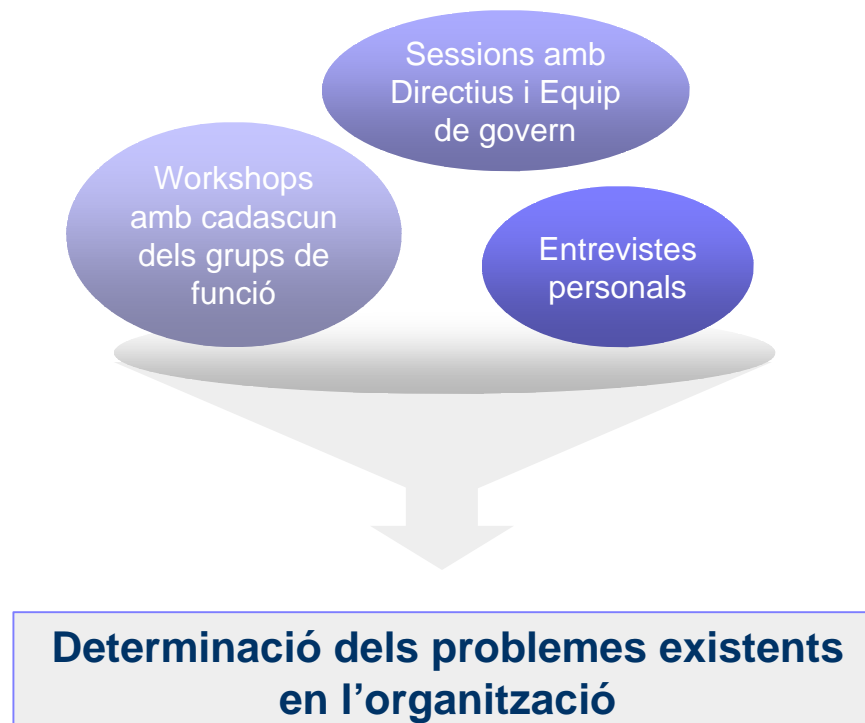 Sessions amb
Directius i Equip
de govern
Workshops
amb cadascun
dels grups de
funció
Entrevistes
personals
Determinació dels problemes existents
en l’organització